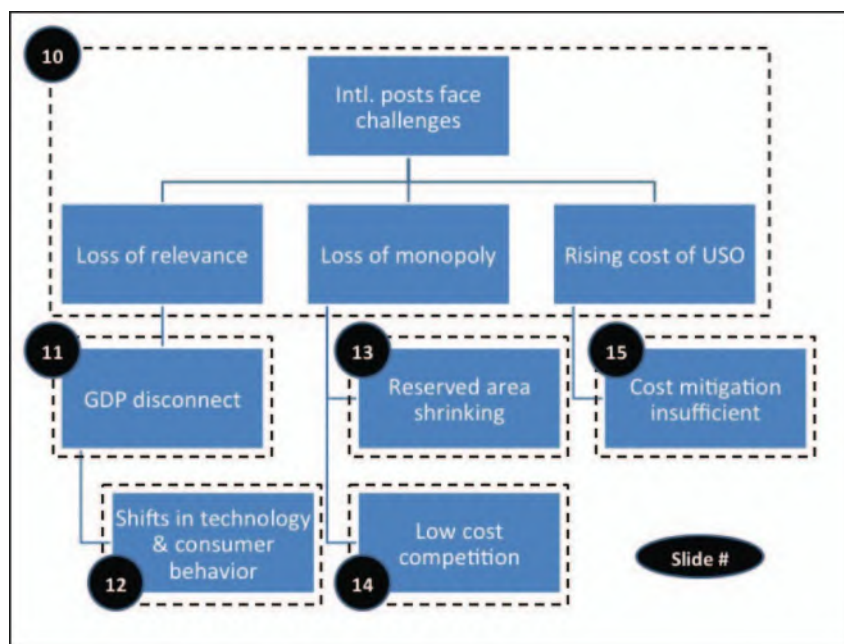 10
Intl. posts face
challenges
Loss of relevance
Loss of monopoly
Rising cost of USO
11
GDP disconnect
13
Reserved area
shrinking
15
Cost mitigation
insufficient
12
Shifts in technology
& consumer
behavior
14
Low cost
competition
Slide #